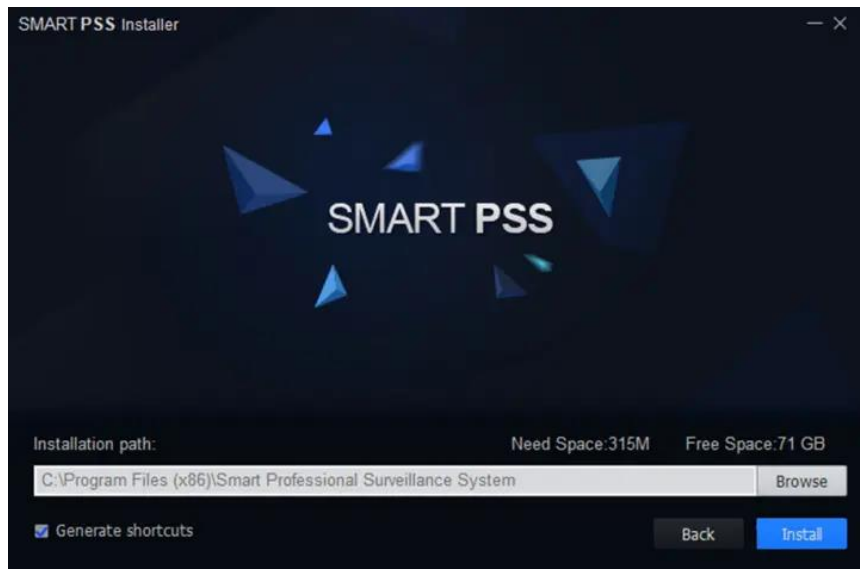 SMART PSS Installer
SMART PSS
Installation path: Need Space:315M Free Space:71 GB
C:\Program Files (x86)\Smart Professional Surveillance System Browse
Generate shortcuts Back Install